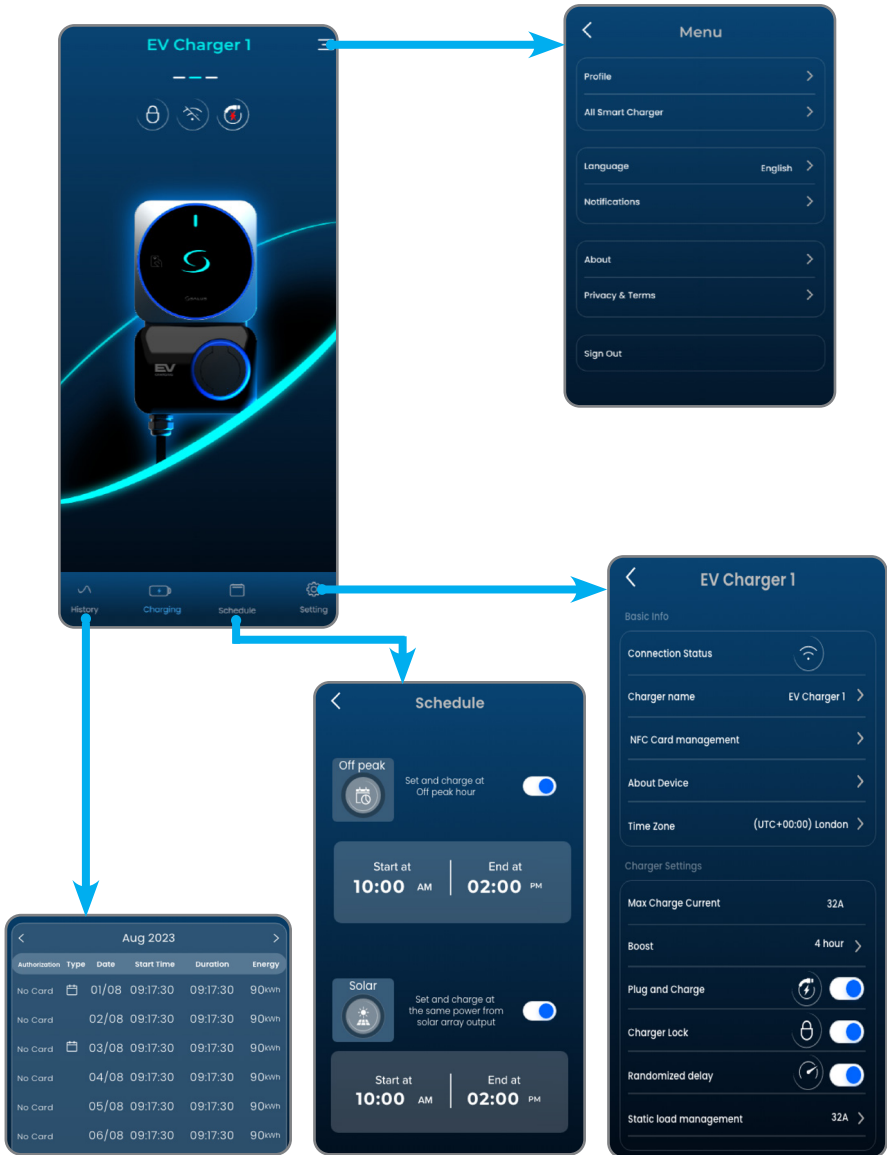 EV Charger 1
EV
History Charging Schedule Setting
Menu
Profile
All Smart Charger
Language English
Notifications
About
Privacy & Terms
Sign Out
EV Charger 1
Basic Info
Connection Status
Charger name EV Charger 1
NFC Card management
About Device
Time Zone (UTC+00:00) London
Charger Settings
Max Charge Current 32A
Boost 4 hour
Plug and Charge
Charger Lock
Randomized delay
Static load management 32A
Schedule
Off peak
Set and charge at
Off peak hour
Start at End at
10:00 AM 02:00 PM
Solar
Set and charge at
the same power from
solar array output
Start at End at
10:00 AM 02:00 PM
Aug 2023
Authorization Type Date Start Time Duration Energy
No Card 01/08 09:17:30 09:17:30 90kWh
No Card 02/08 09:17:30 09:17:30 90kWh
No Card 03/08 09:17:30 09:17:30 90kWh
No Card 04/08 09:17:30 09:17:30 90kWh
No Card 05/08 09:17:30 09:17:30 90kWh
No Card 06/08 09:17:30 09:17:30 90kWh